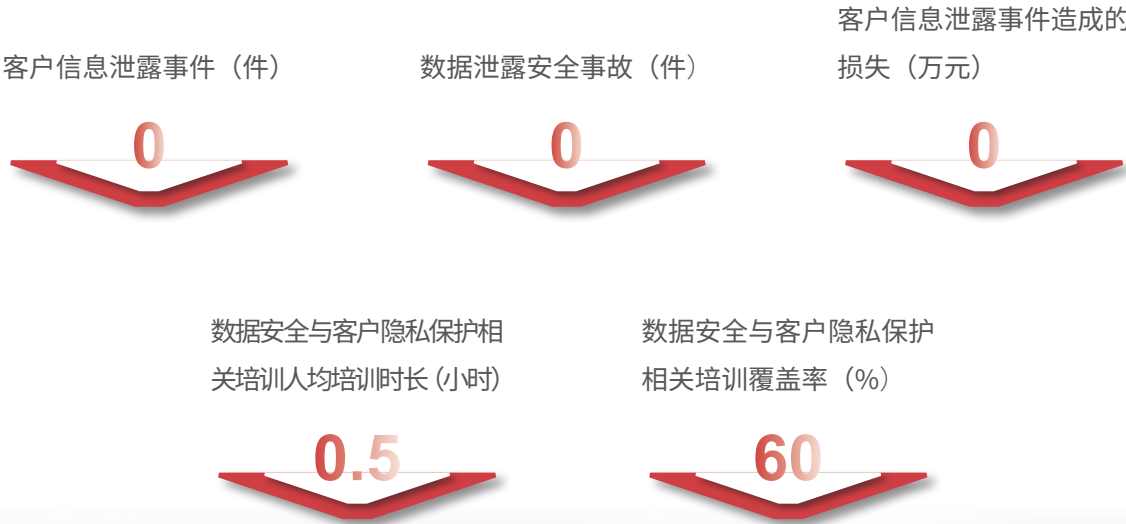 客户信息泄露事件（件）
0
数据泄露安全事故（件）
0
客户信息泄露事件造成的
损失（万元）
0
数据安全与客户隐私保护相
关培训人均培训时长（小时）
0.5
数据安全与客户隐私保护
相关培训覆盖率（%）
60